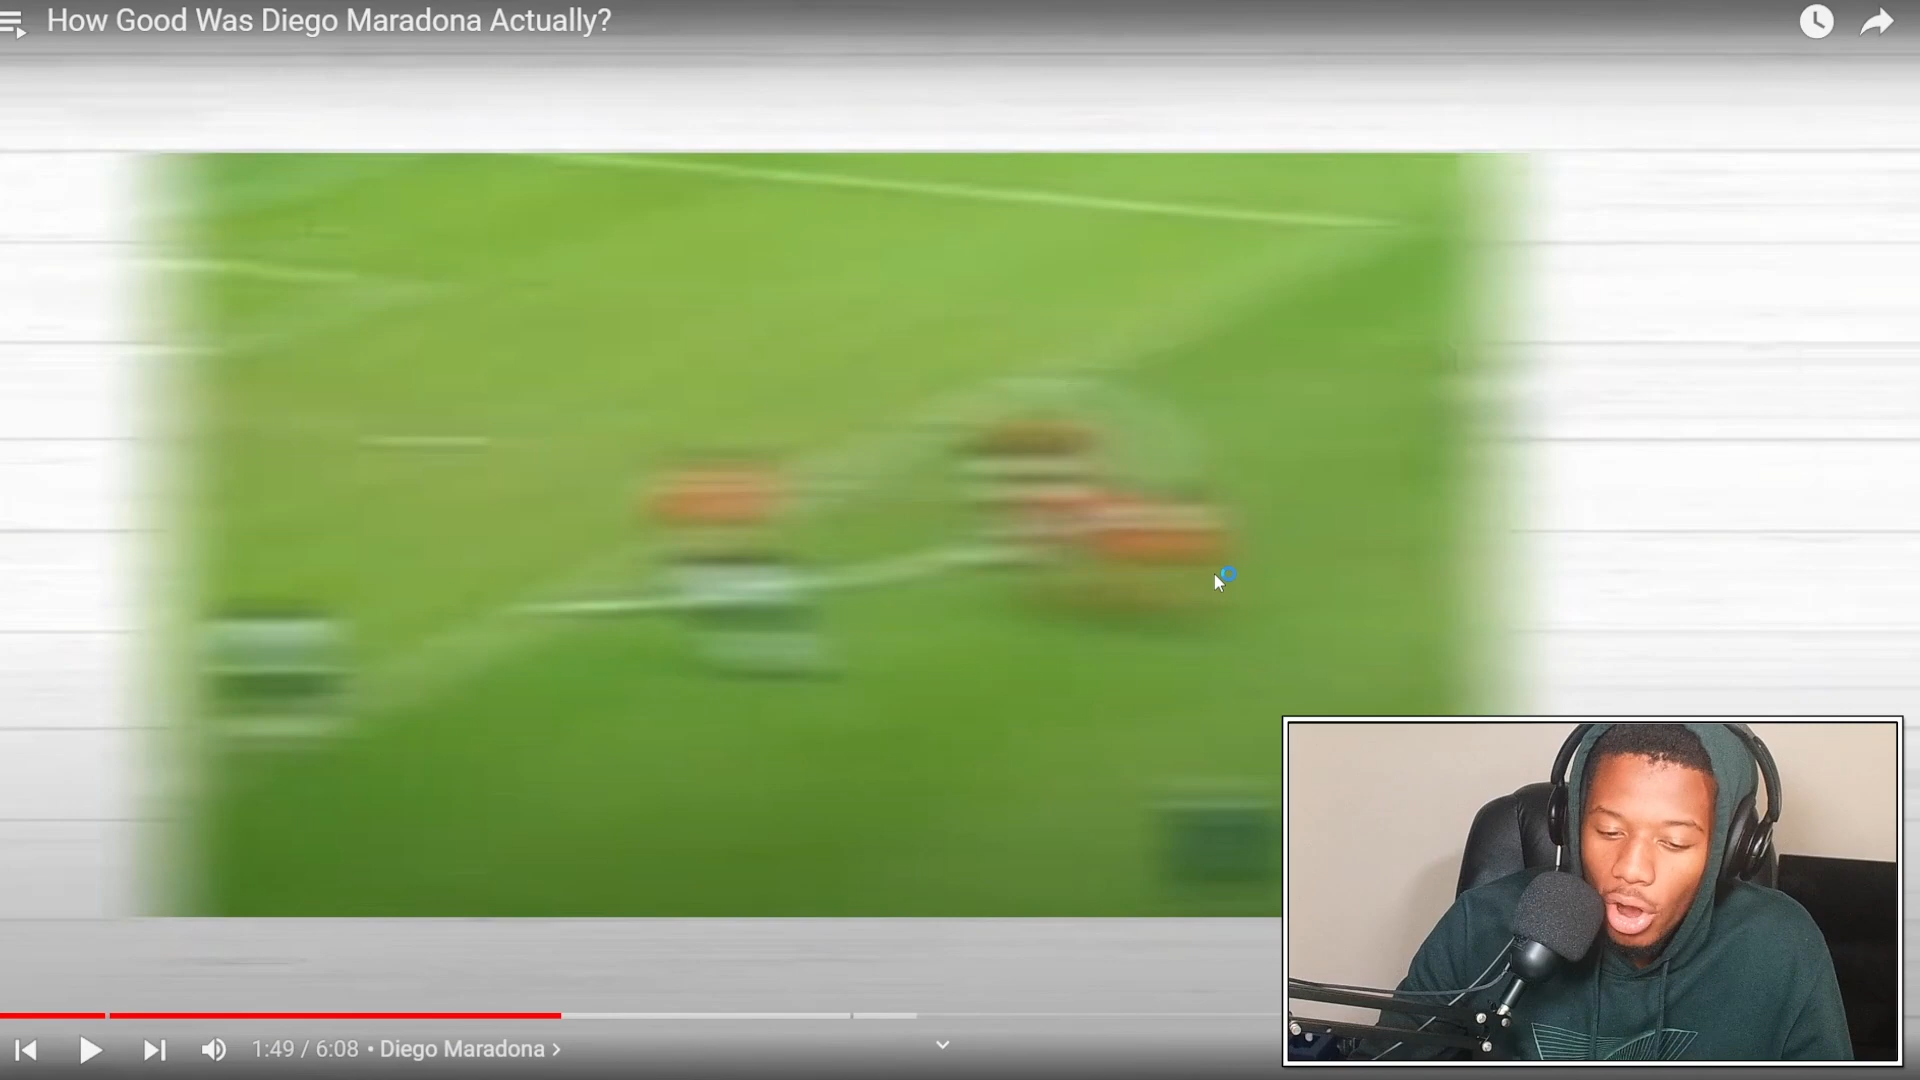 How Good Was Diego Maradona Actually?
1:49 / 6:08 • Diego Maradona >